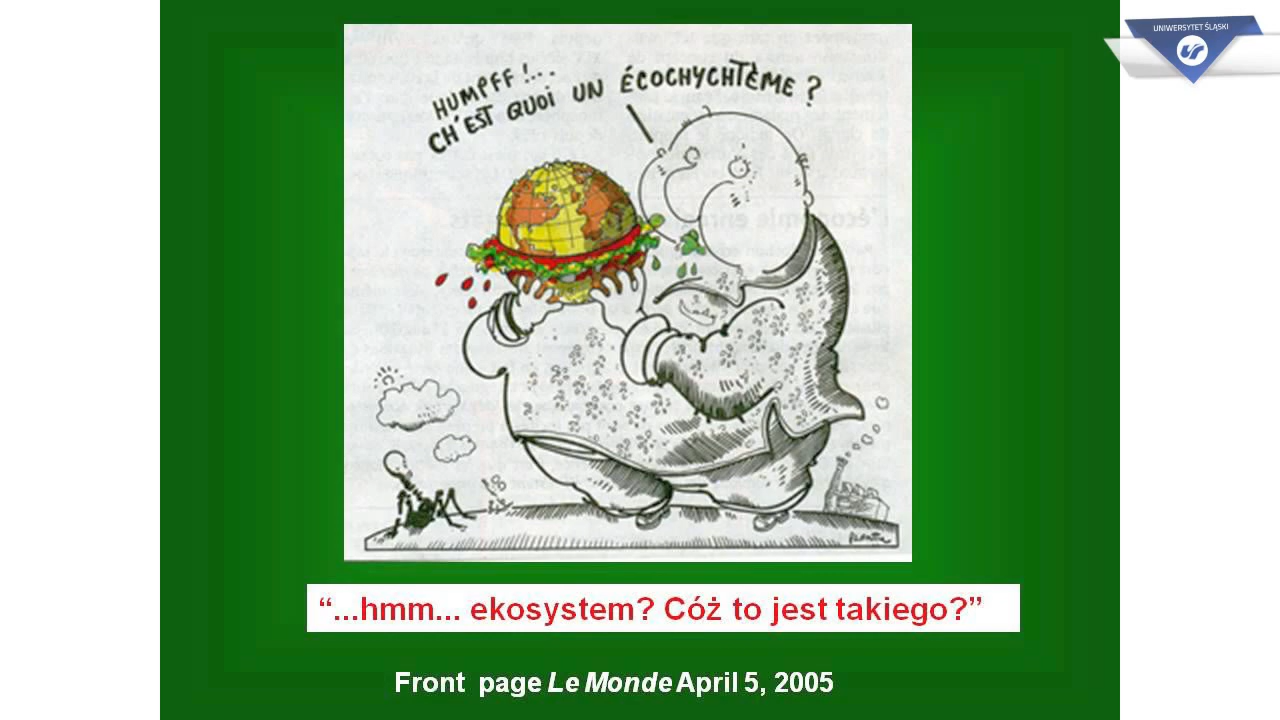 UNIWERSYTET ŚLĄSKI
HUMPFF!...
CH'EST QUOI UN ÉCOCHYCHTÈME ?
“...hmm... ekosystem? Cóż to jest takiego?”
Front page Le Monde April 5, 2005